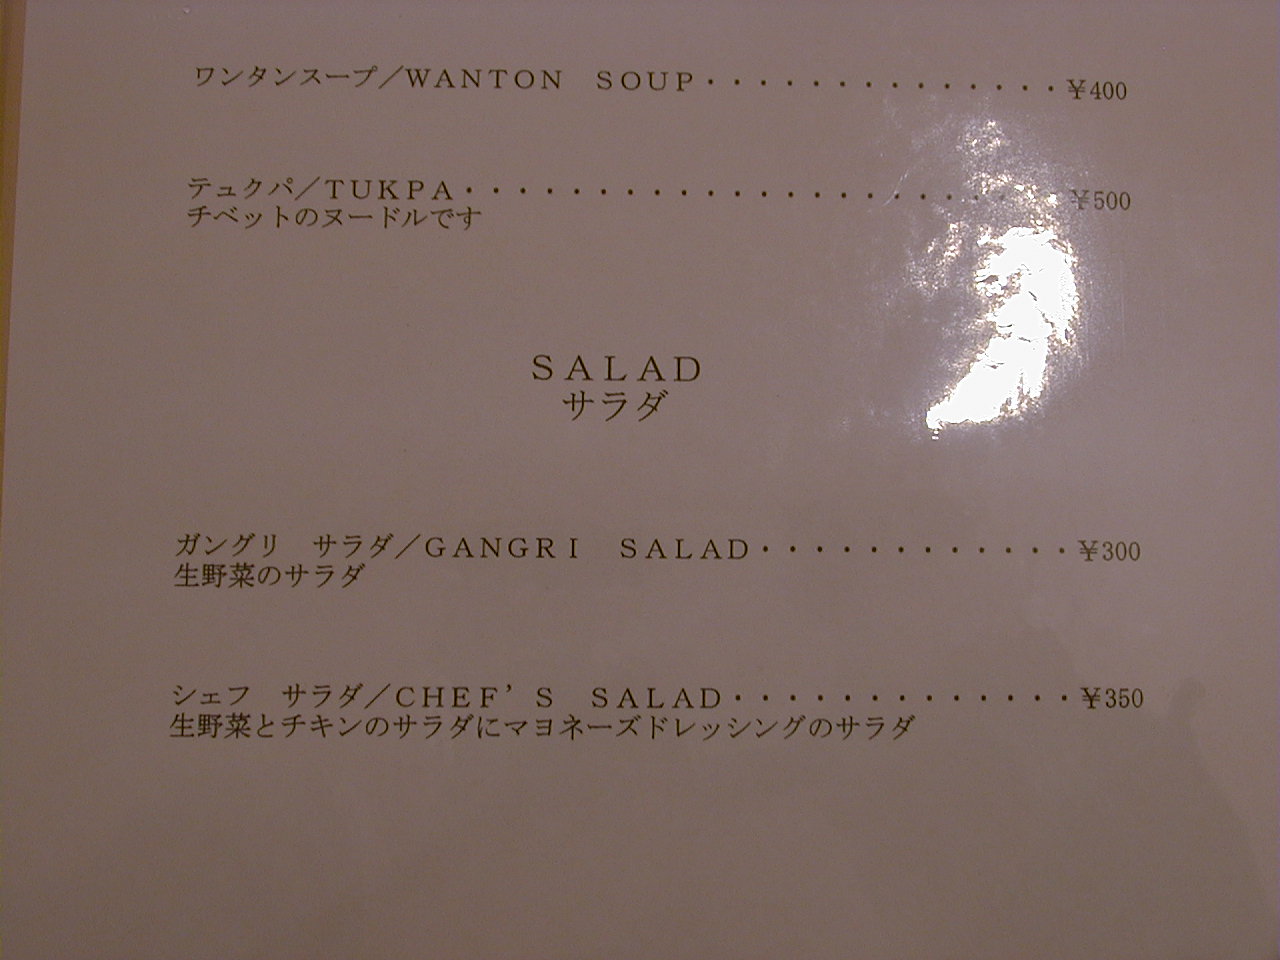 ワンタンスープ／ＷＡＮＴＯＮ　ＳＯＵＰ・・・・・・・・・・・・・・￥400
テュクパ／ＴＵＫＰＡ・・・・・・・・・・・・・・・・・・・・・￥500
チベットのヌードルです
ＳＡＬＡＤ
サラダ
ガングリ　サラダ／ＧＡＮＧＲＩ　ＳＡＬＡＤ・・・・・・・・・・・・￥300
生野菜のサラダ
シェフ　サラダ／ＣＨＥＦ’Ｓ　ＳＡＬＡＤ・・・・・・・・・・・・・￥350
生野菜とチキンのサラダにマヨネーズドレッシングのサラダ